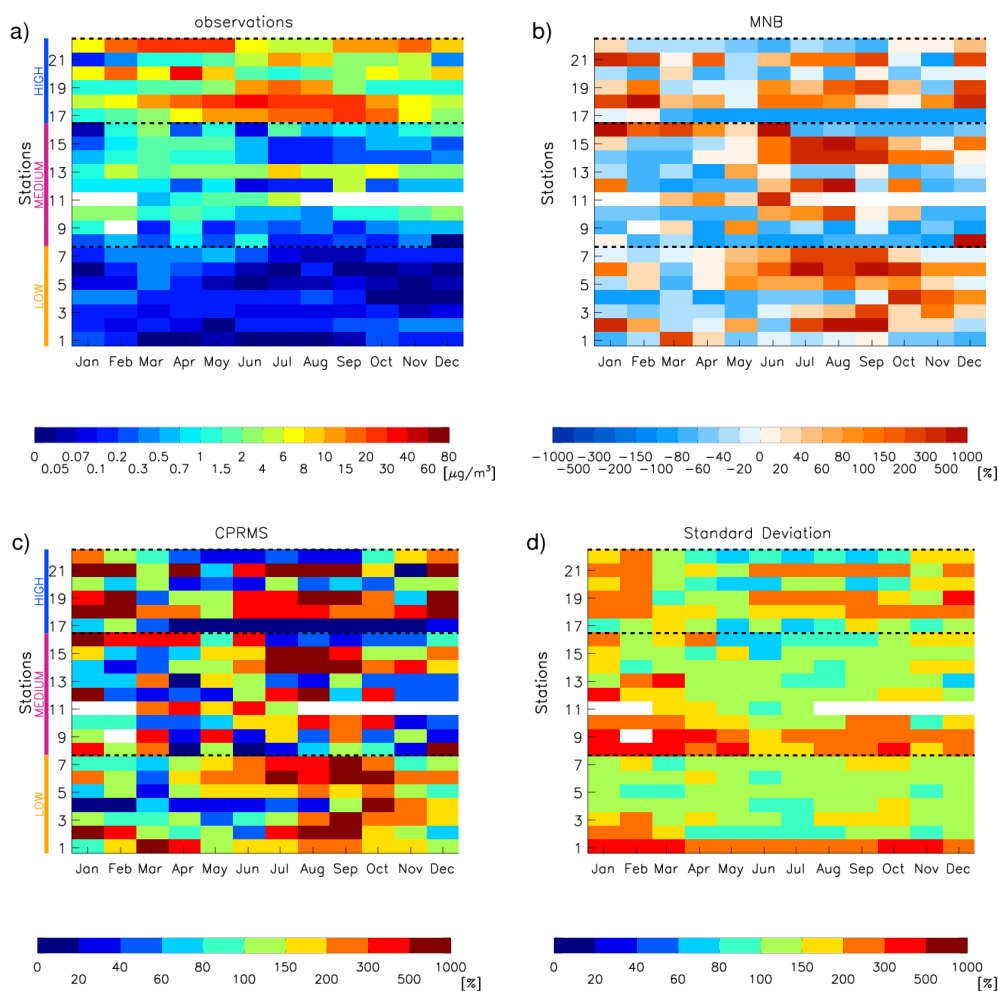 a)
observations
Stations
LOW
MEDIUM
HIGH
21
19
17
15
13
11
9
7
5
3
1
Jan Feb Mar Apr May Jun Jul Aug Sep Oct Nov Dec
0 0.07 0.2 0.5 1 2 6 10 20 40 80
0.05 0.1 0.3 0.7 1.5 4 8 15 30 60 [μg/m³]
b)
MNB
Stations
21
19
17
15
13
11
9
7
5
3
1
Jan Feb Mar Apr May Jun Jul Aug Sep Oct Nov Dec
-1000 -300 -150 -80 -40 0 40 80 150 300 1000
-500 -200 -100 -60 -20 20 60 100 200 500 [%]
c)
CPRMS
Stations
LOW
MEDIUM
HIGH
21
19
17
15
13
11
9
7
5
3
1
Jan Feb Mar Apr May Jun Jul Aug Sep Oct Nov Dec
0 40 80 150 300 1000
20 60 100 200 500 [%]
d)
Standard Deviation
Stations
21
19
17
15
13
11
9
7
5
3
1
Jan Feb Mar Apr May Jun Jul Aug Sep Oct Nov Dec
0 40 80 150 300 1000
20 60 100 200 500 [%]